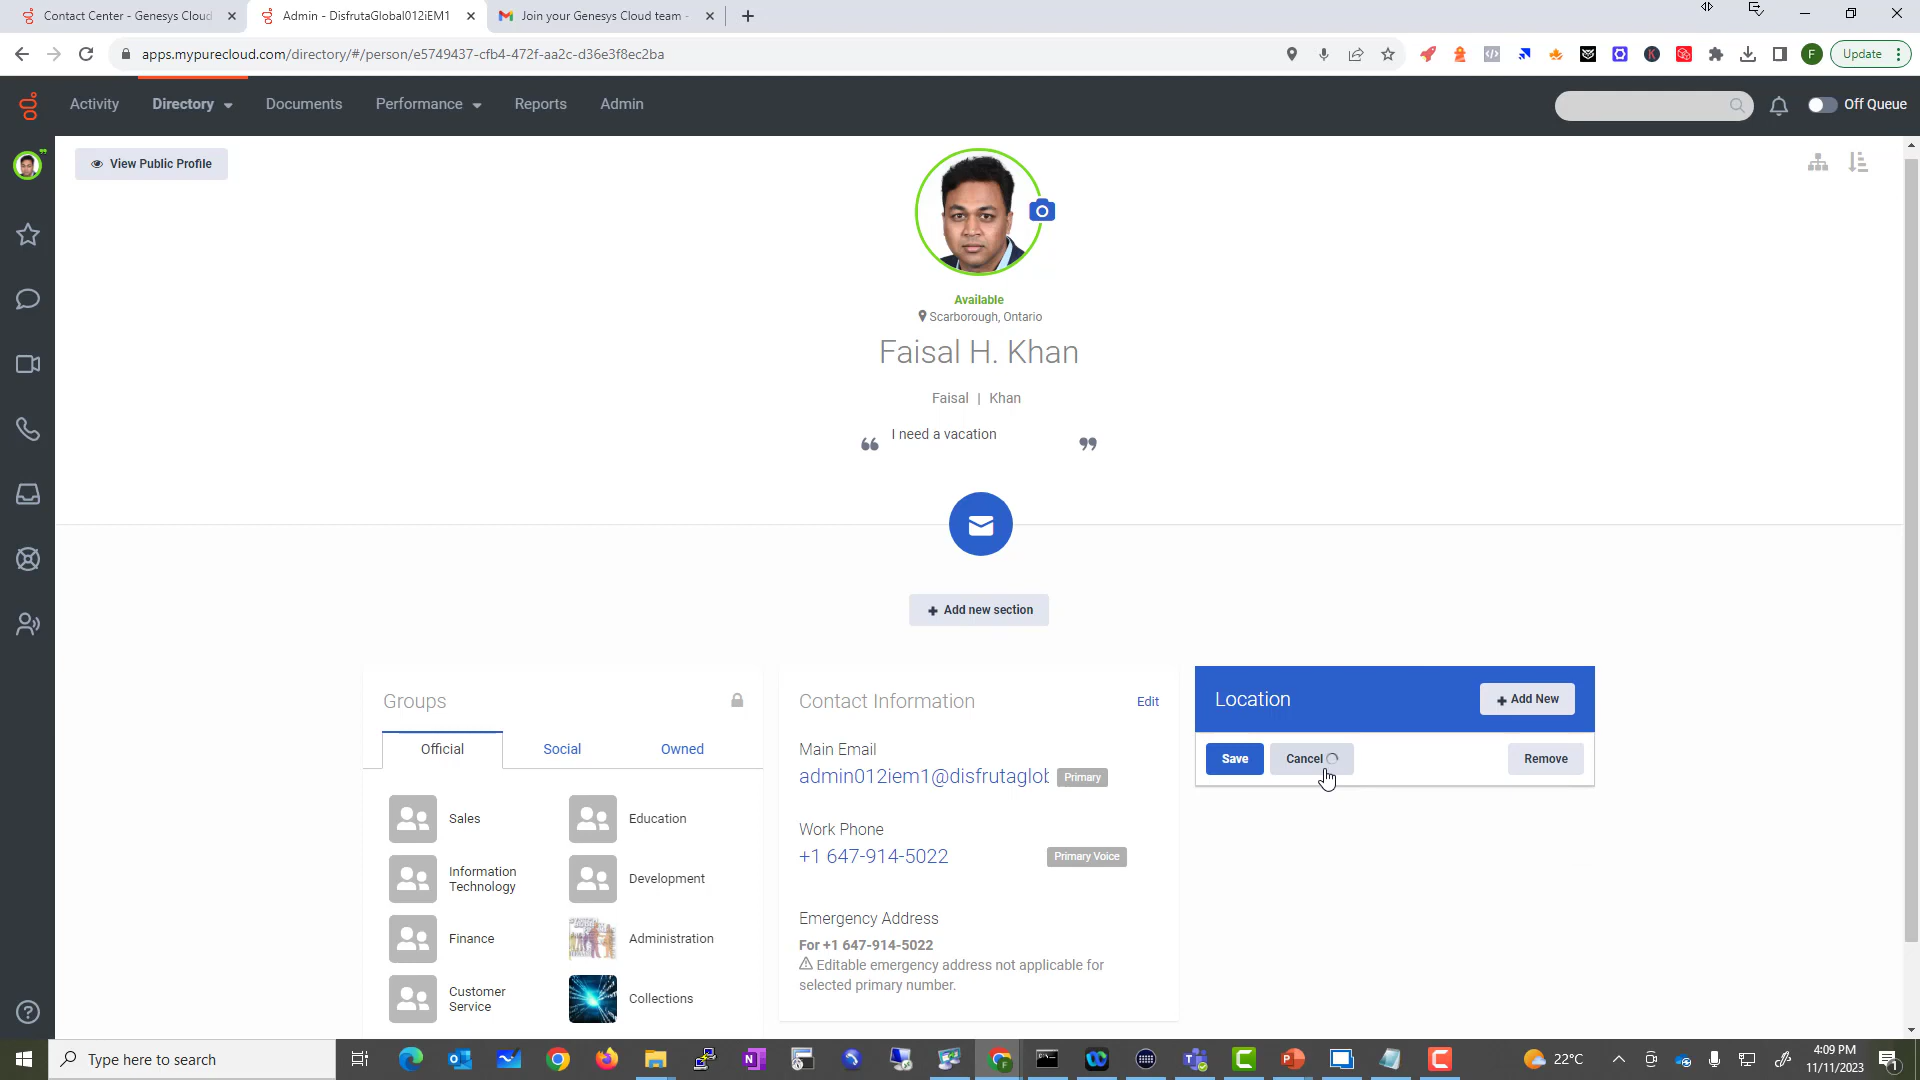 Contact Center - Genesys Cloud
Admin - DisfrutaGlobal012iEM1
Join your Genesys Cloud team -
apps.mypurecloud.com/directory/#/person/e5749437-cfb4-472f-aa2c-d36e3f8ec2ba
F
Update
Activity
Directory
Documents
Performance
Reports
Admin
Off Queue
View Public Profile
Available
Scarborough, Ontario
Faisal H. Khan
Faisal | Khan
“ I need a vacation ”
+ Add new section
Groups
Official
Social
Owned
Sales
Education
Information
Technology
Development
Finance
Administration
Customer
Service
Collections
Contact Information
Edit
Main Email
admin012iem1@disfrutaglob
Primary
Work Phone
+1 647-914-5022
Primary Voice
Emergency Address
For +1 647-914-5022
Editable emergency address not applicable for
selected primary number.
Location
+ Add New
Save
Cancel
Remove
Type here to search
22°C
4:09 PM
11/11/2023
1